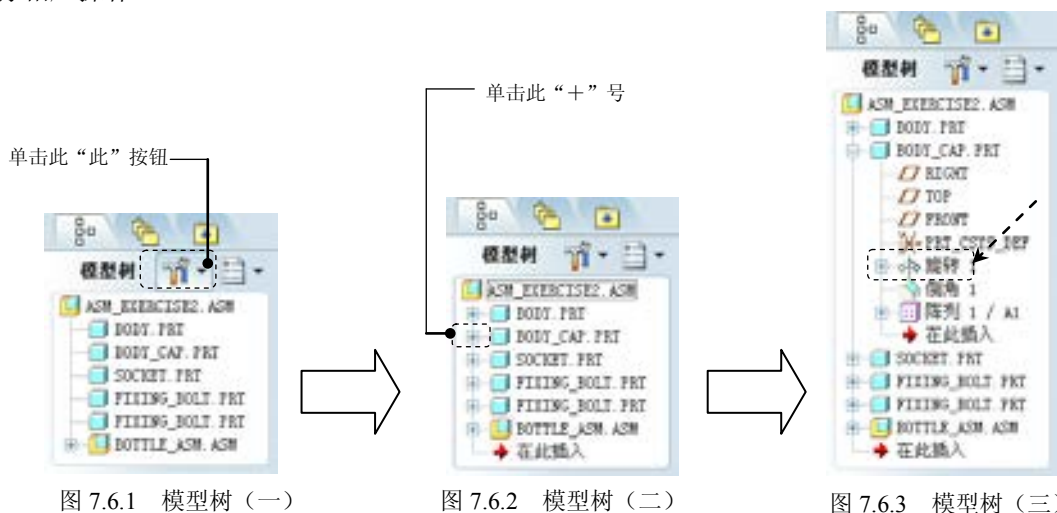 单击此“此”按钮
模型树
ASM_EXERCISE2.ASM
BODY.PRT
BODY_CAP.PRT
SOCKET.PRT
FIXING_BOLT.PRT
FIXING_BOLT.PRT
BOTTLE_ASM.ASM
图 7.6.1 模型树（一）
单击此“＋”号
模型树
ASM_EXERCISE2.ASM
BODY.PRT
BODY_CAP.PRT
SOCKET.PRT
FIXING_BOLT.PRT
FIXING_BOLT.PRT
BOTTLE_ASM.ASM
在此插入
图 7.6.2 模型树（二）
模型树
ASM_EXERCISE2.ASM
BODY.PRT
BODY_CAP.PRT
RIGHT
TOP
FRONT
PRT_CSYS_DEF
旋转
倒角 1
阵列 1 / A1
在此插入
SOCKET.PRT
FIXING_BOLT.PRT
FIXING_BOLT.PRT
BOTTLE_ASM.ASM
在此插入
图 7.6.3 模型树（三）